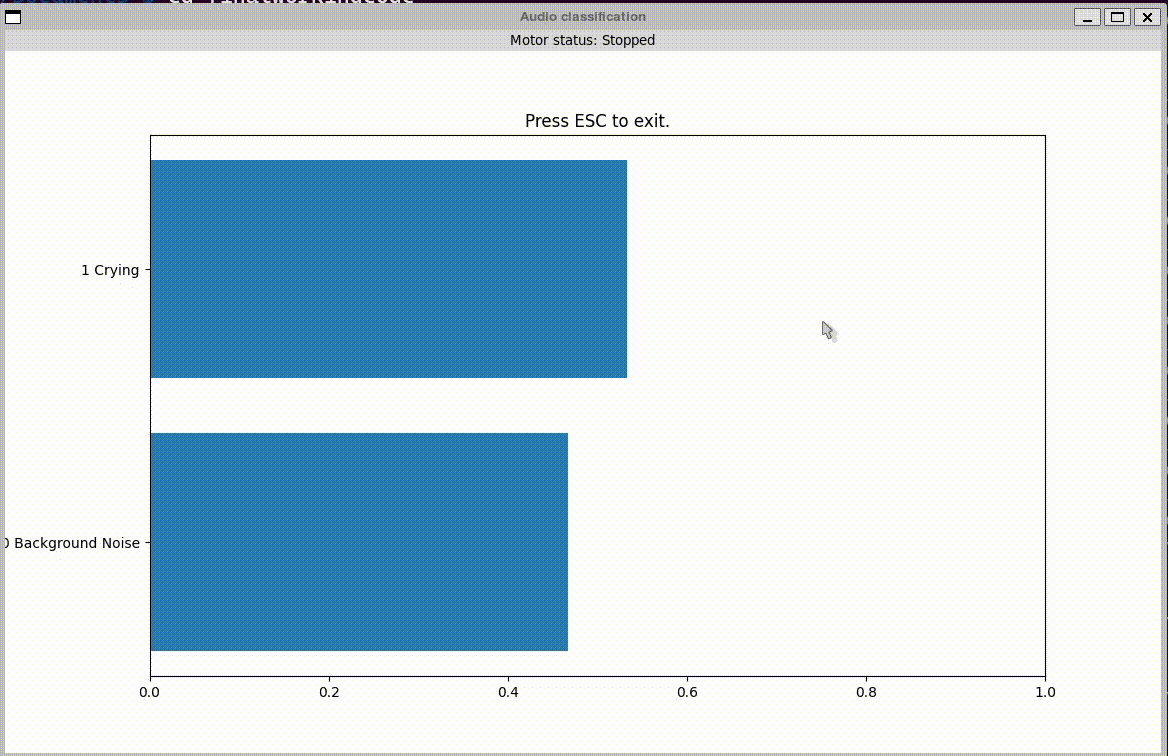 Audio classification
Motor status: Stopped
Press ESC to exit.
1 Crying
0 Background Noise
0.0 0.2 0.4 0.6 0.8 1.0